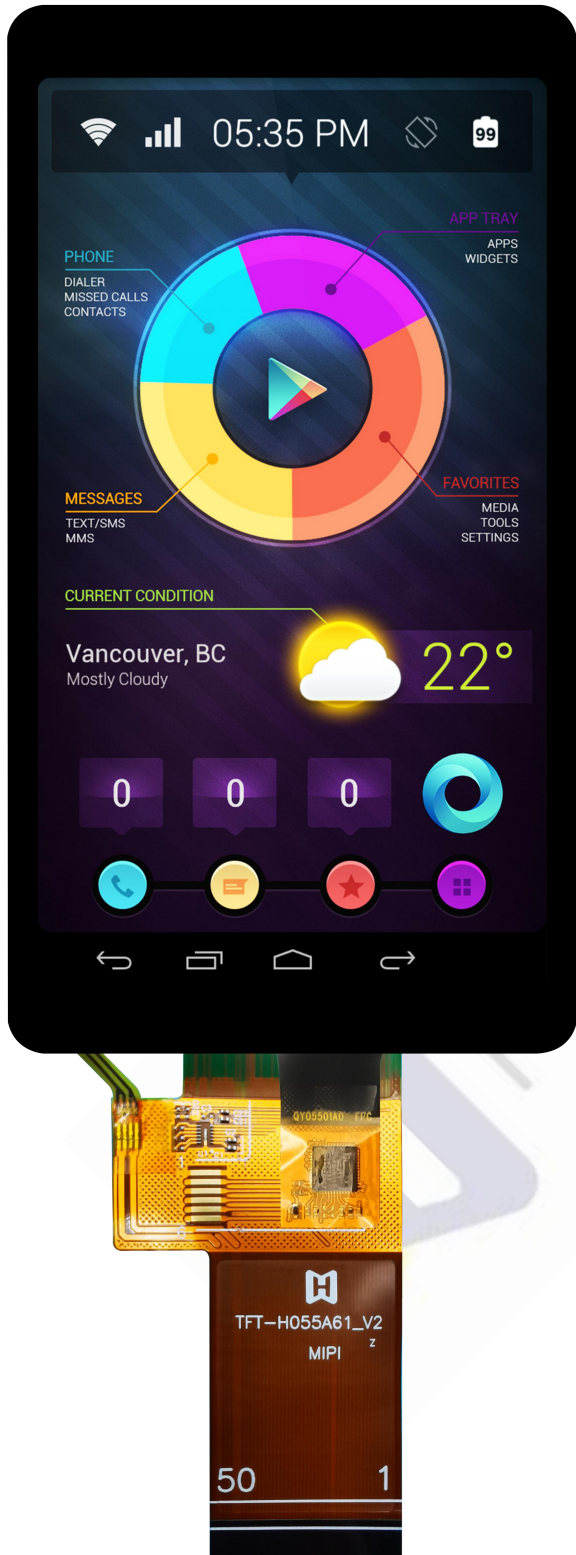 05:35 PM
99
APP TRAY
APPS
WIDGETS
PHONE
DIALER
MISSED CALLS
CONTACTS
MESSAGES
TEXT/SMS
MMS
FAVORITES
MEDIA
TOOLS
SETTINGS
CURRENT CONDITION
Vancouver, BC
Mostly Cloudy
22°
0 0 0
QY05501A0 FPC
H
TFT-H055A61_V2
Z
MIPI
50 1